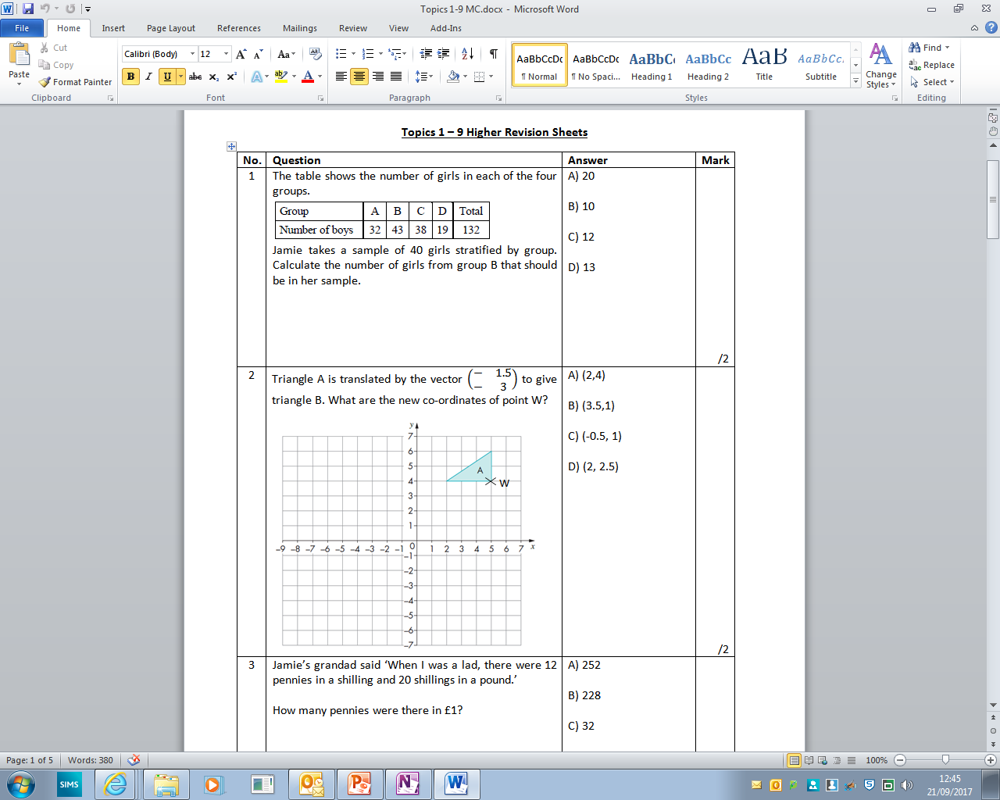 Topics 1-9 MC.docx - Microsoft Word
File Home Insert Page Layout References Mailings Review View Add-Ins
Paste
Cut
Copy
Format Painter
Clipboard
Calibri (Body) 12
B I U abc x₂ x² A ab A
Font
Paragraph
AaBbCcDc AaBbCcDc AaBbC AaBbCc AaB AaBbCc
¶ Normal ¶ No Spaci... Heading 1 Heading 2 Title Subtitle
Styles
Change
Styles
Find
Replace
Select
Editing
Topics 1 – 9 Higher Revision Sheets
No. Question Answer Mark
1 The table shows the number of girls in each of the four
groups.
Group A B C D Total
Number of boys 32 43 38 19 132
Jamie takes a sample of 40 girls stratified by group.
Calculate the number of girls from group B that should
be in her sample.
A) 20
B) 10
C) 12
D) 13
/2
2 Triangle A is translated by the vector (− 1.5
− 3) to give
triangle B. What are the new co-ordinates of point W?
y
7
6
5
4
3
2
1
–9 –8 –7 –6 –5 –4 –3 –2 –1 0 1 2 3 4 5 6 7 x
–1
–2
–3
–4
–5
–6
–7
A
W
A) (2,4)
B) (3.5,1)
C) (-0.5, 1)
D) (2, 2.5)
/2
3 Jamie’s grandad said ‘When I was a lad, there were 12
pennies in a shilling and 20 shillings in a pound.’
How many pennies were there in £1?
A) 252
B) 228
C) 32
Page: 1 of 5 Words: 380 100%
SIMS
12:45
21/09/2017